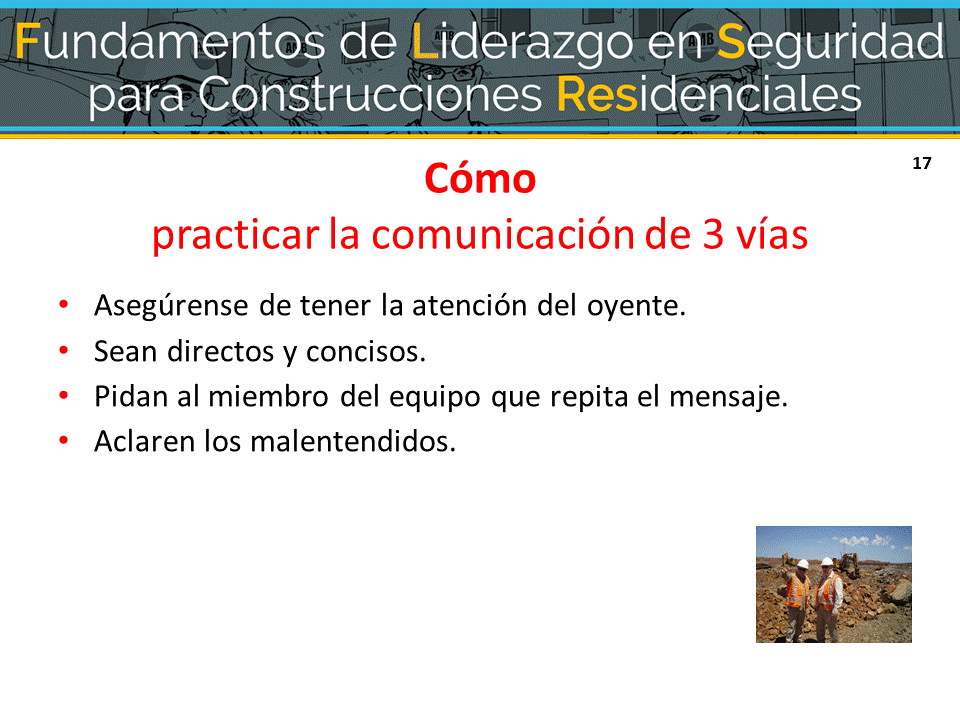 Fundamentos de Liderazgo en Seguridad
para Construcciones Residenciales
17
Cómo
practicar la comunicación de 3 vías
• Asegúrense de tener la atención del oyente.
• Sean directos y concisos.
• Pidan al miembro del equipo que repita el mensaje.
• Aclaren los malentendidos.